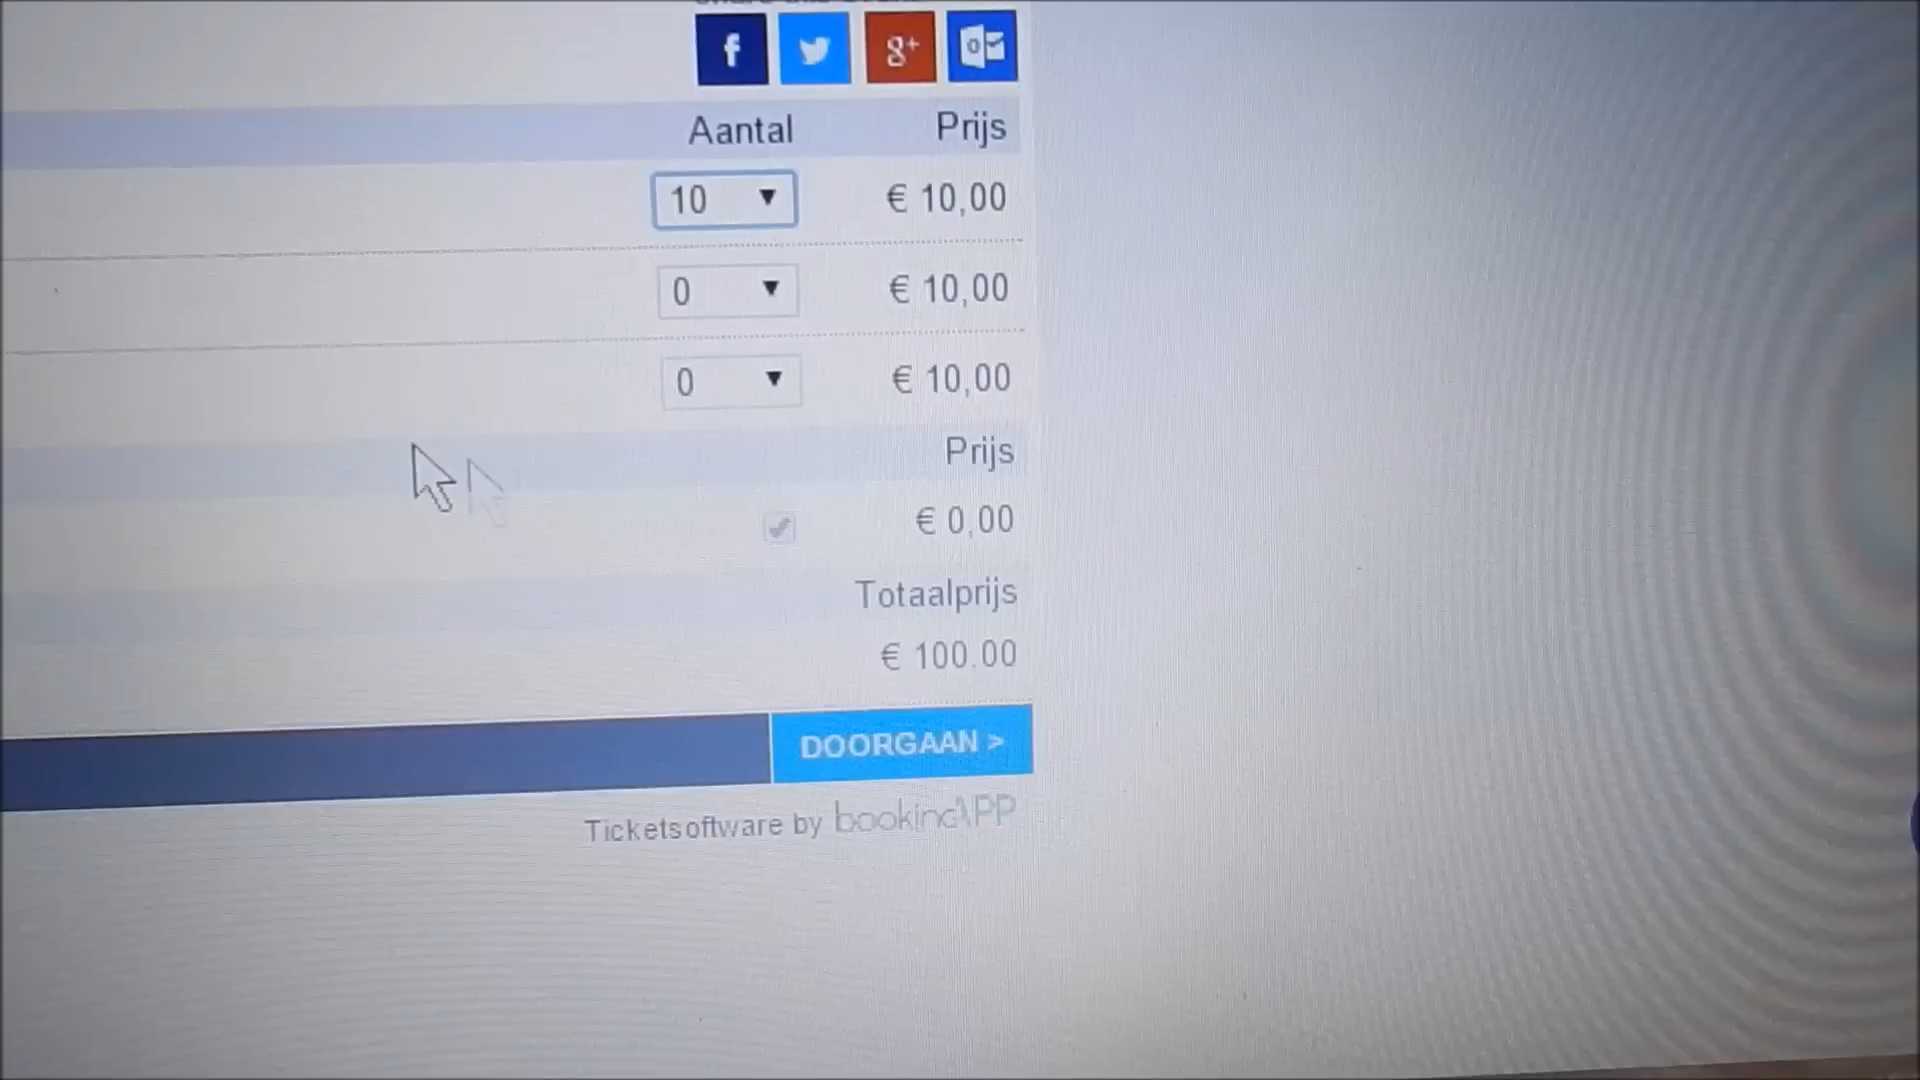 f g+ o
Aantal Prijs
10 ▼ € 10,00
0 ▼ € 10,00
0 ▼ € 10,00
Prijs
€ 0,00
Totaalprijs
€ 100.00
DOORGAAN >
Ticketsoftware by bookingAPP